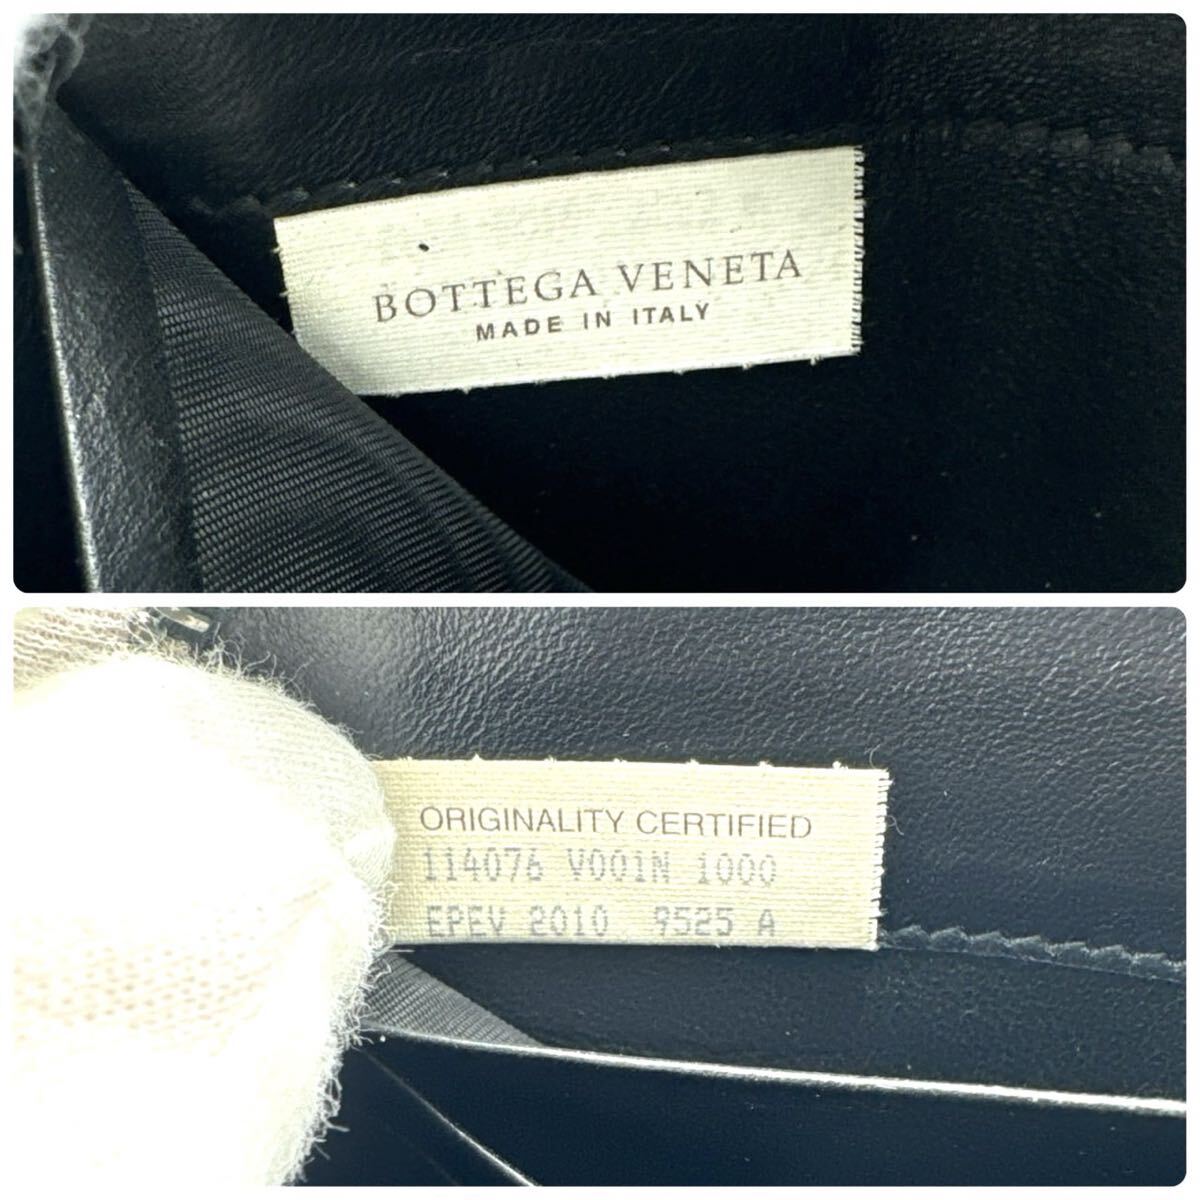 BOTTEGA VENETA
MADE IN ITALY
ORIGINALITY CERTIFIED
114076 V001N 1000
EPEV 2010 9525 A